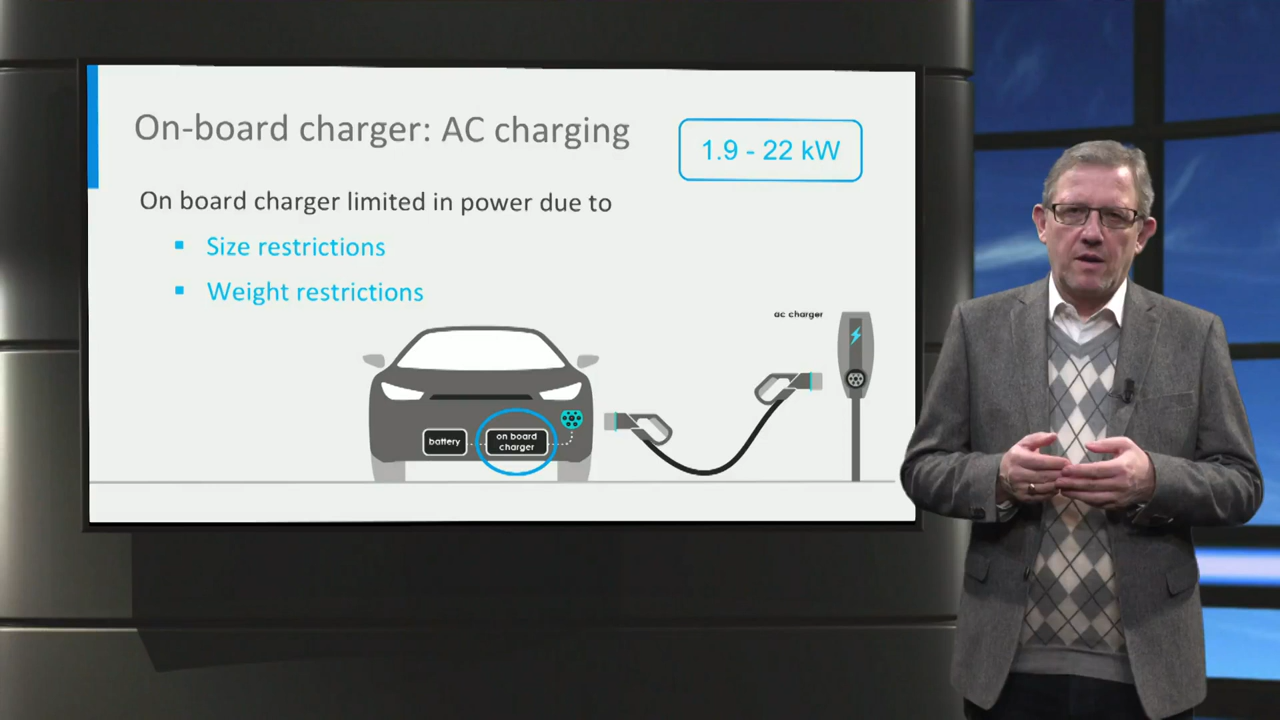 On-board charger: AC charging
1.9 - 22 kW
On board charger limited in power due to
▪ Size restrictions
▪ Weight restrictions
ac charger
battery
on board
charger